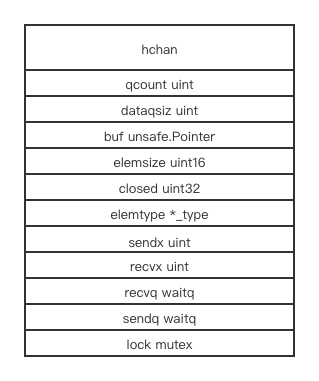 hchan
qcount uint
dataqsiz uint
buf unsafe.Pointer
elemsize uint16
closed uint32
elemtype *_type
sendx uint
recvx uint
recvq waitq
sendq waitq
lock mutex